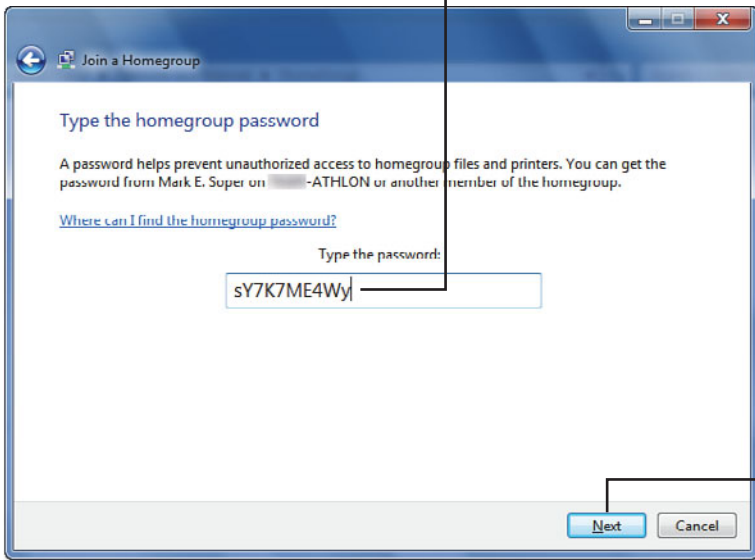 Join a Homegroup
Type the homegroup password
A password helps prevent unauthorized access to homegroup files and printers. You can get the
password from Mark E. Soper on -ATHLON or another member of the homegroup.
Where can I find the homegroup password?
Type the password:
sY7K7ME4Wy
Next
Cancel